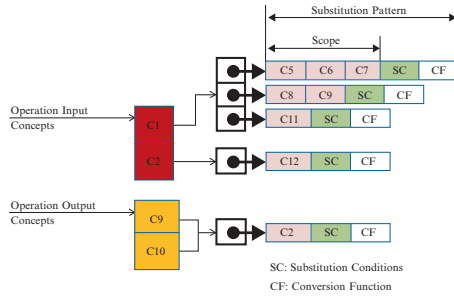 Substitution Pattern
Scope
C5 C6 C7 SC CF
C8 C9 SC CF
Operation Input
Concepts
C1
C11 SC CF
C2
C12 SC CF
Operation Output
Concepts
C9
C10
C2 SC CF
SC: Substitution Conditions
CF: Conversion Function